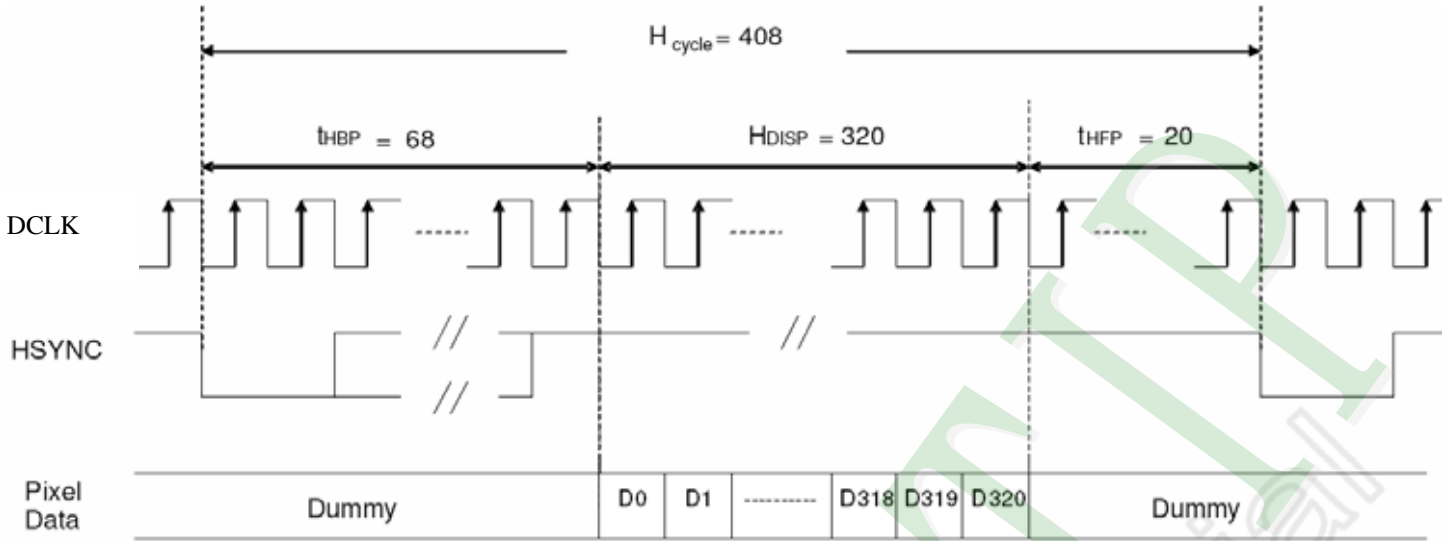 H cycle = 408
tHBP = 68
HDISP = 320
tHFP = 20
DCLK
HSYNC
Pixel
Data
Dummy
D0
D1
D318
D319
D320
Dummy